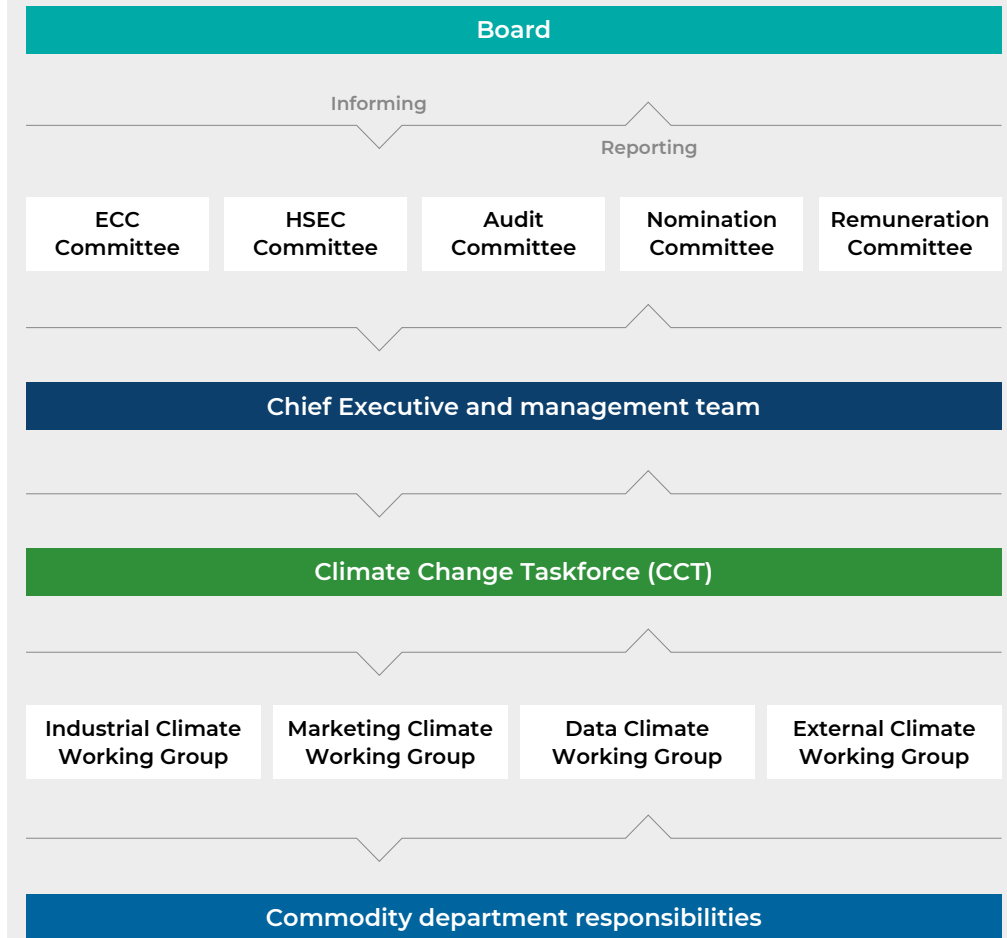 Board
Informing
Reporting
ECC
Committee
HSEC
Committee
Audit
Committee
Nomination
Committee
Remuneration
Committee
Chief Executive and management team
Climate Change Taskforce (CCT)
Industrial Climate
Working Group
Marketing Climate
Working Group
Data Climate
Working Group
External Climate
Working Group
Commodity department responsibilities